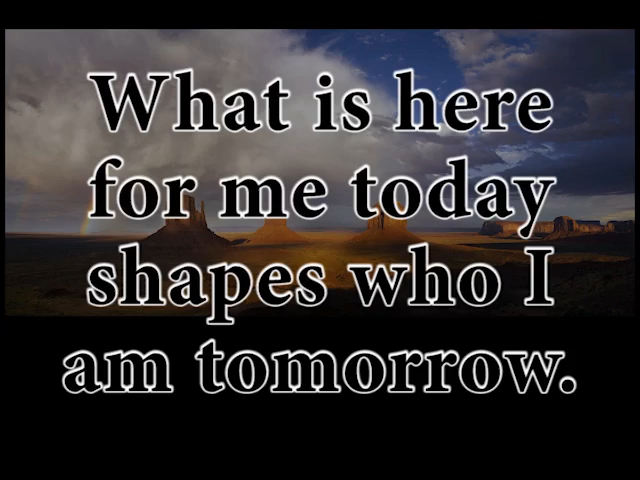 What is here
for me today
shapes who I
am tomorrow.